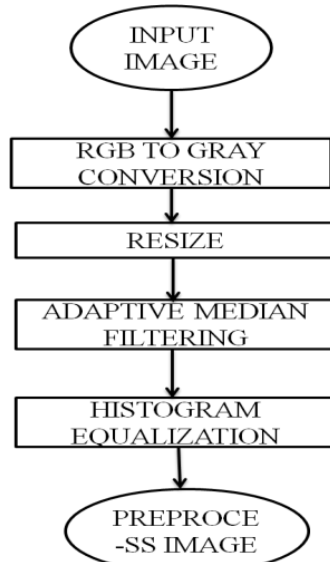 INPUT
IMAGE
RGB TO GRAY
CONVERSION
RESIZE
ADAPTIVE MEDIAN
FILTERING
HISTOGRAM
EQUALIZATION
PREPROCE
-SS IMAGE